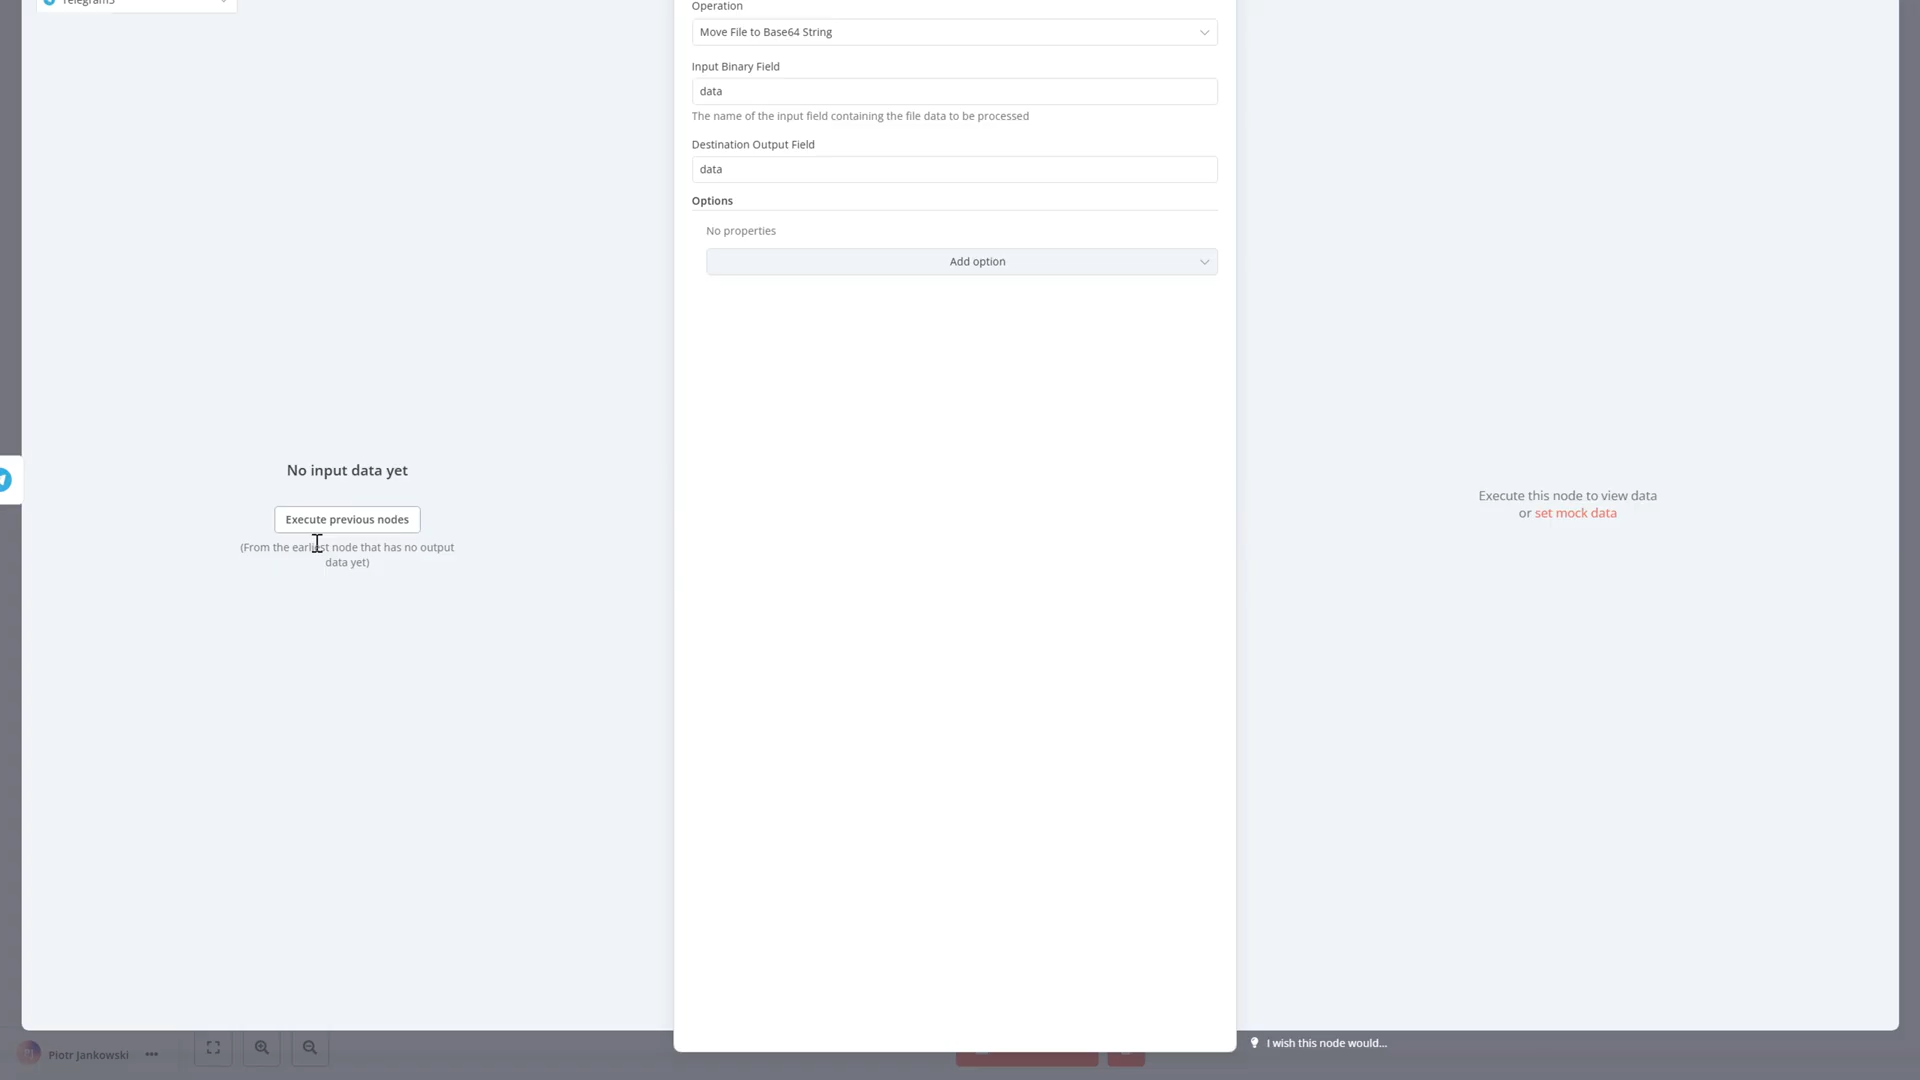 Telegram3
Operation
Move File to Base64 String
Input Binary Field
data
The name of the input field containing the file data to be processed
Destination Output Field
data
Options
No properties
Add option
No input data yet
Execute previous nodes
(From the earliest node that has no output
data yet)
Execute this node to view data
or set mock data
Piotr Jankowski
I wish this node would...